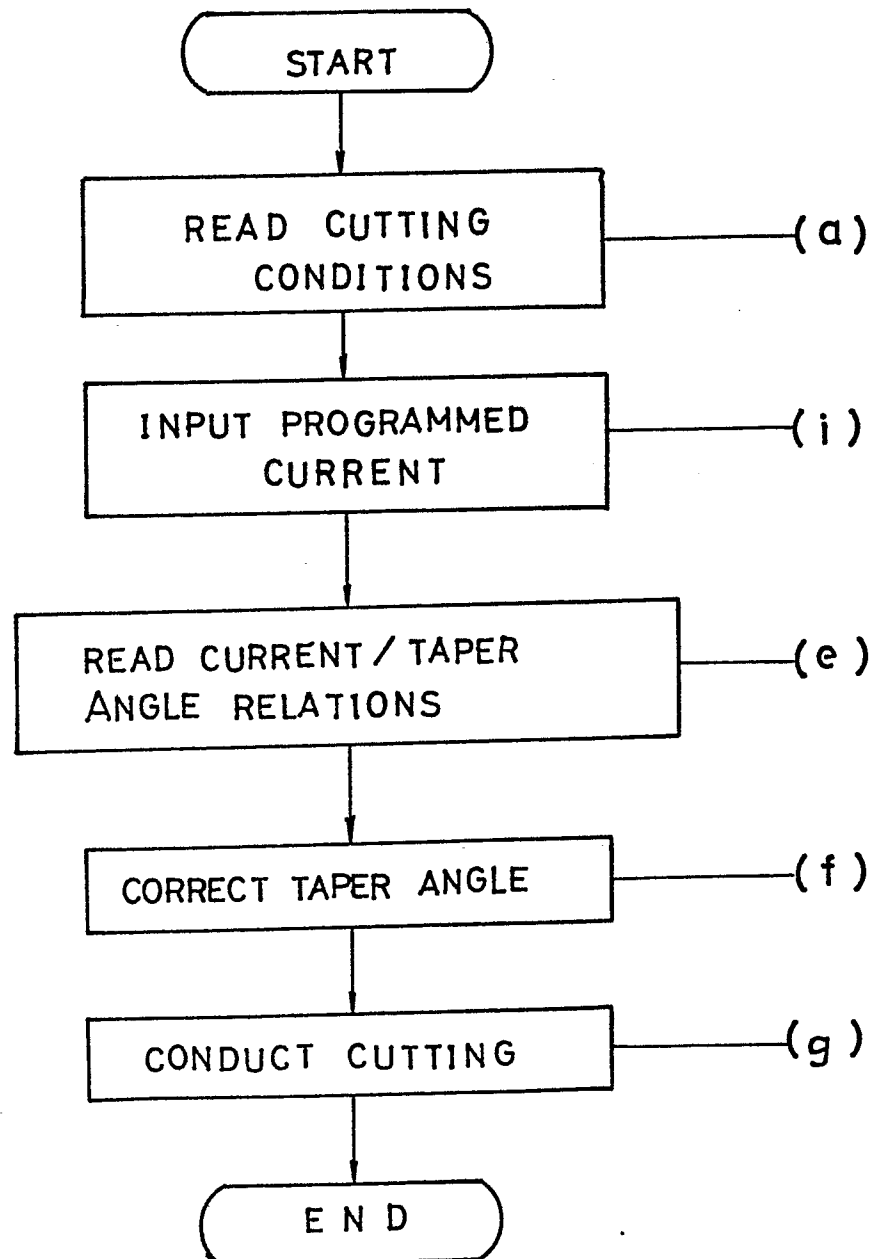 START
READ CUTTING
CONDITIONS
(a)
INPUT PROGRAMMED
CURRENT
(i)
READ CURRENT/TAPER
ANGLE RELATIONS
(e)
CORRECT TAPER ANGLE
(f)
CONDUCT CUTTING
(g)
END